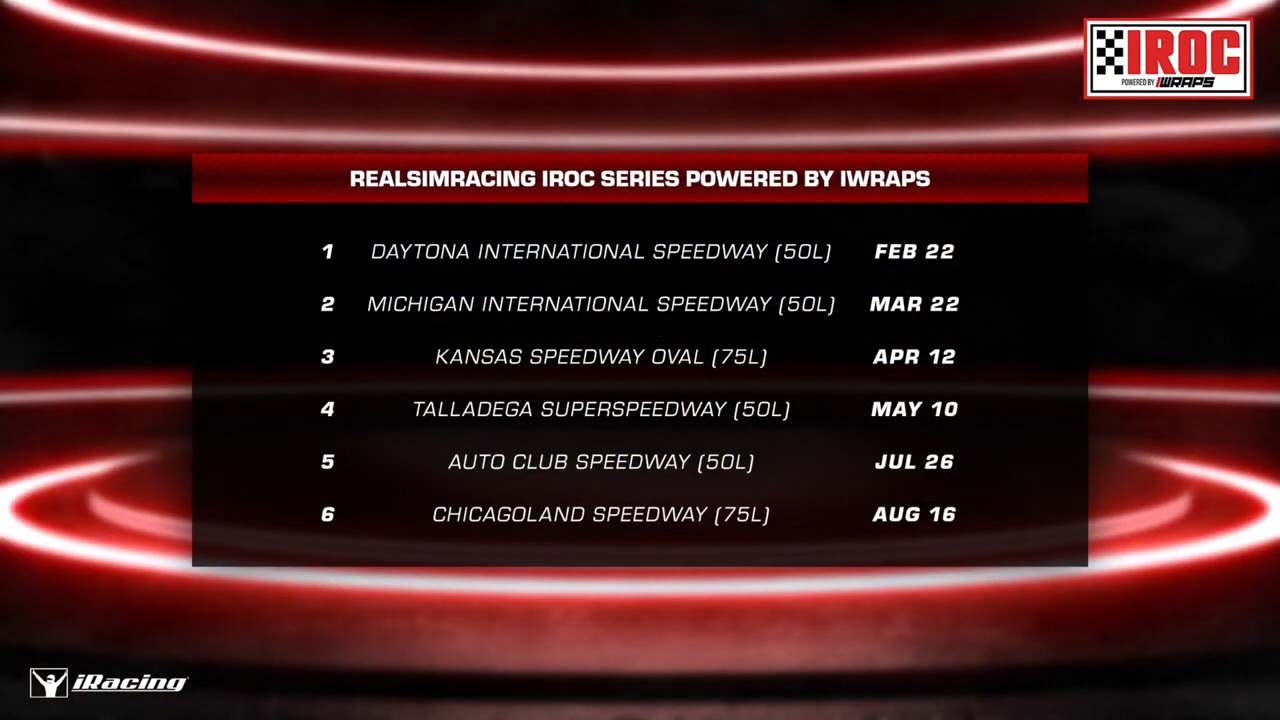 IROC
POWERED BY IWRAPS
REALSIMRACING IROC SERIES POWERED BY IWRAPS
1 DAYTONA INTERNATIONAL SPEEDWAY (50L) FEB 22
2 MICHIGAN INTERNATIONAL SPEEDWAY (50L) MAR 22
3 KANSAS SPEEDWAY OVAL (75L) APR 12
4 TALLADEGA SUPERSPEEDWAY (50L) MAY 10
5 AUTO CLUB SPEEDWAY (50L) JUL 26
6 CHICAGOLAND SPEEDWAY (75L) AUG 16
iRacing